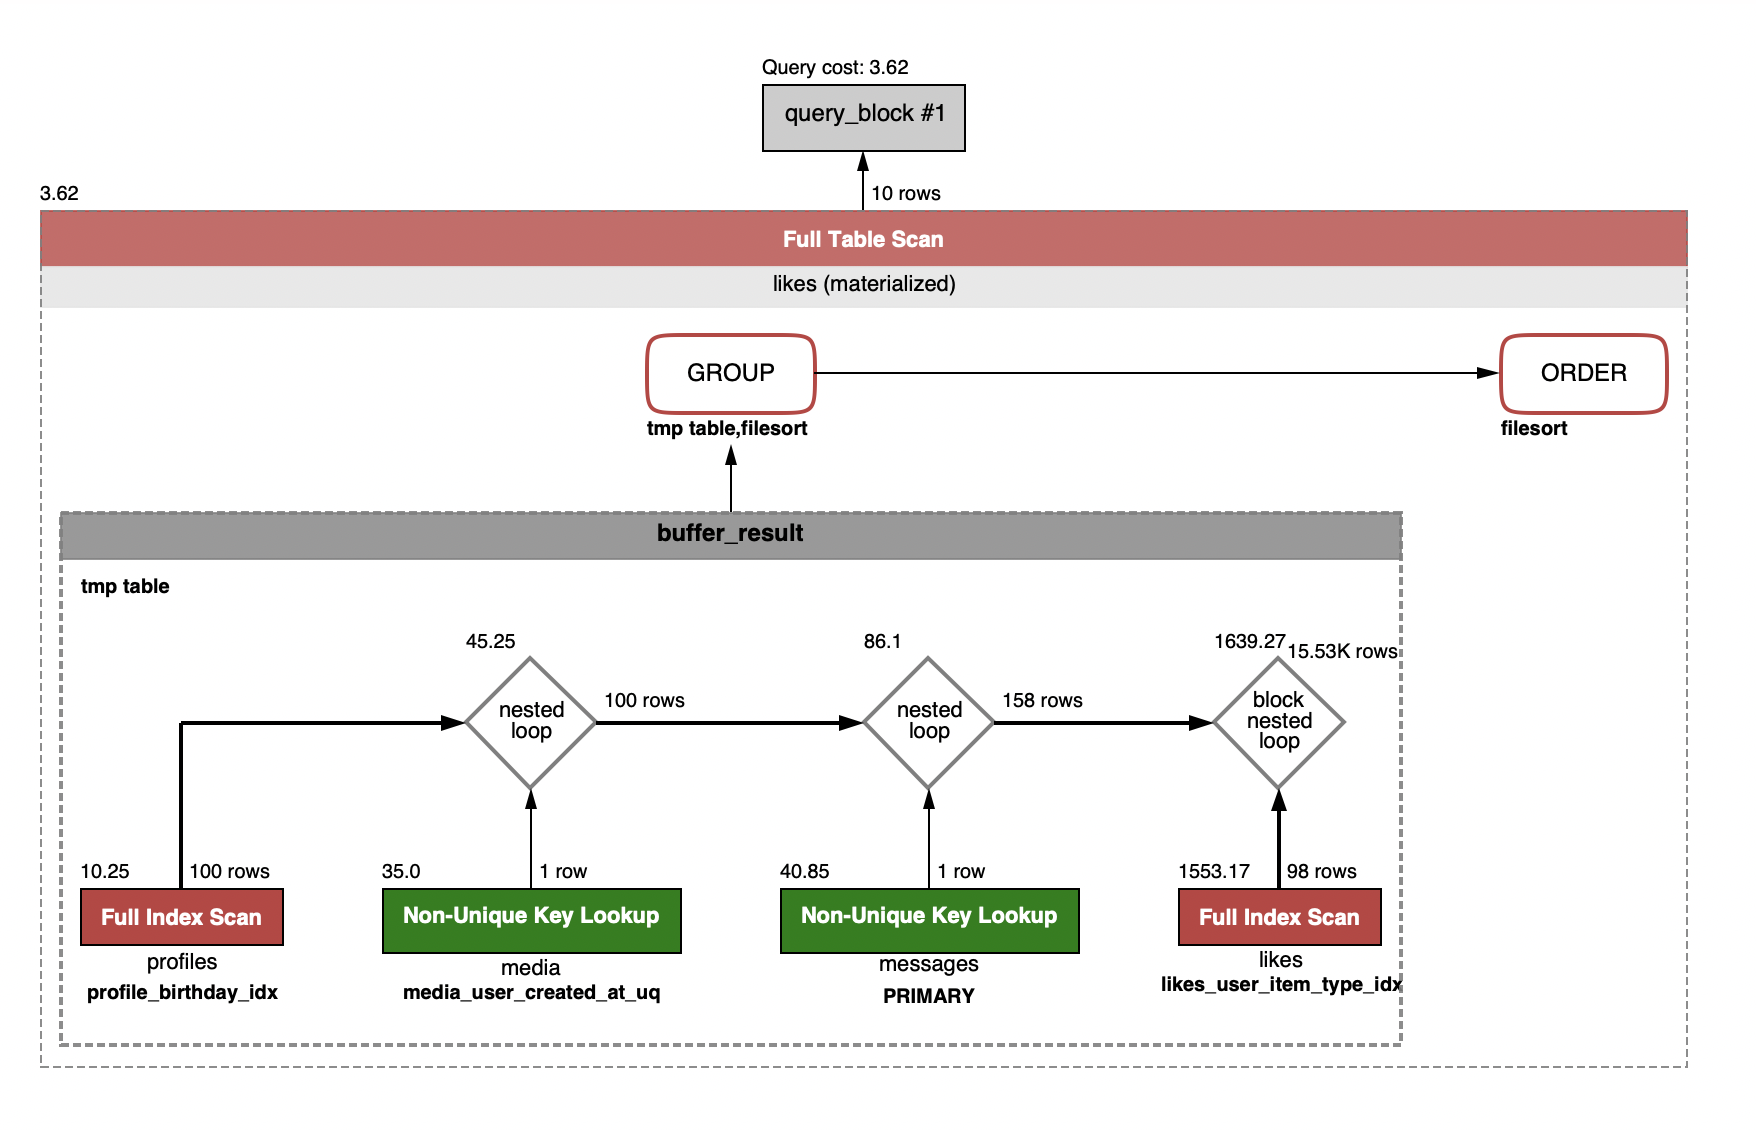 Query cost: 3.62
query_block #1
3.62
10 rows
Full Table Scan
likes (materialized)
GROUP
ORDER
tmp table,filesort
filesort
buffer_result
tmp table
45.25
86.1
1639.27
15.53K rows
nested
loop
100 rows
nested
loop
158 rows
block
nested
loop
10.25
100 rows
35.0
1 row
40.85
1 row
1553.17
98 rows
Full Index Scan
Non-Unique Key Lookup
Non-Unique Key Lookup
Full Index Scan
profiles
media
messages
likes
profile_birthday_idx
media_user_created_at_uq
PRIMARY
likes_user_item_type_idx